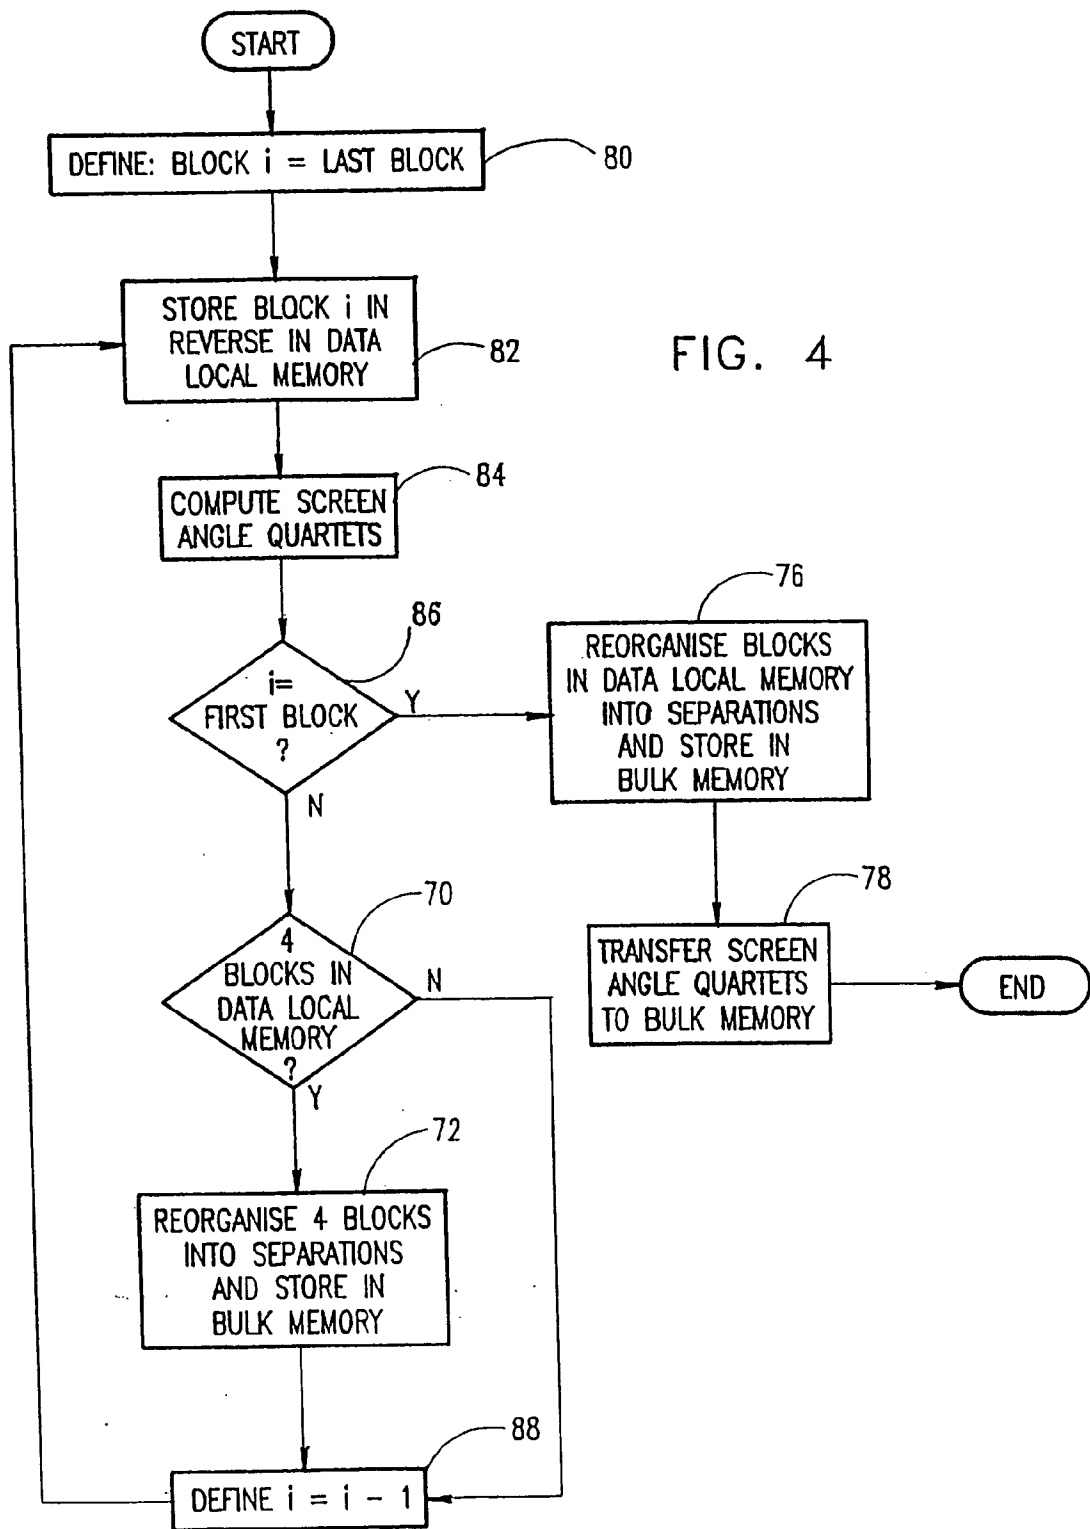 START
DEFINE: BLOCK i = LAST BLOCK
80
STORE BLOCK i IN
REVERSE IN DATA
LOCAL MEMORY
82
FIG. 4
COMPUTE SCREEN
ANGLE QUARTETS
84
i=
FIRST BLOCK
?
86
Y
N
REORGANISE BLOCKS
IN DATA LOCAL MEMORY
INTO SEPARATIONS
AND STORE IN
BULK MEMORY
76
4
BLOCKS IN
DATA LOCAL
MEMORY
?
70
N
Y
TRANSFER SCREEN
ANGLE QUARTETS
TO BULK MEMORY
78
END
REORGANISE 4 BLOCKS
INTO SEPARATIONS
AND STORE IN
BULK MEMORY
72
DEFINE i = i - 1
88